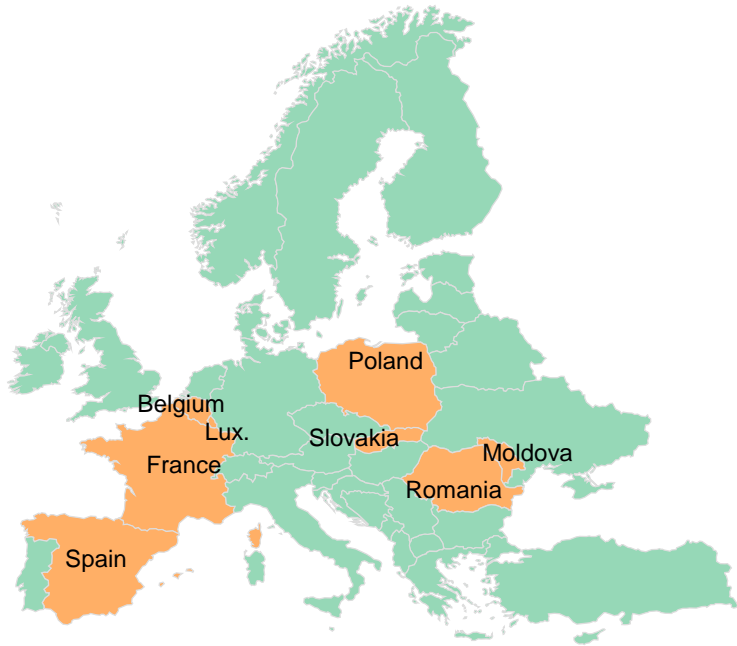 Poland
Belgium
Lux.
Slovakia
Moldova
France
Romania
Spain